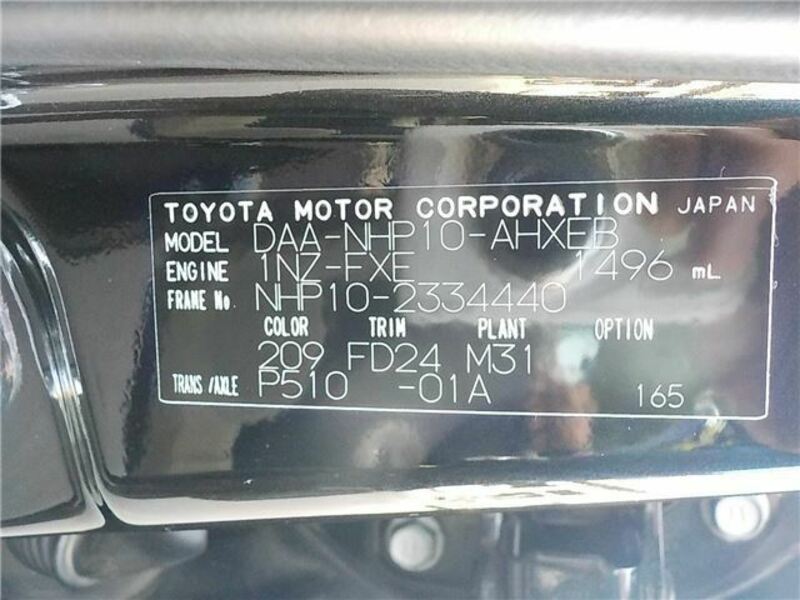 TOYOTA MOTOR CORPORATION JAPAN
MODEL DAA-NHP10-AHXEB
ENGINE 1NZ-FXE 1496 mL
FRAME No. NHP10-2334440
COLOR TRIM PLANT OPTION
209 FD24 M31
TRANS/AXLE P510 -01A 165